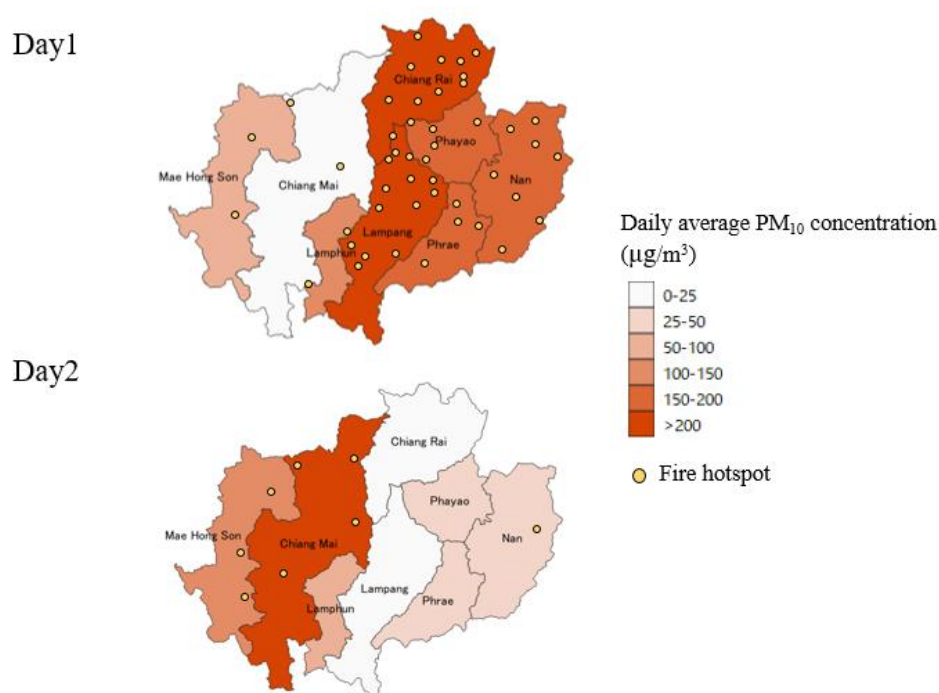 Day1
Chiang Rai
Phayao
Mae Hong Son
Chiang Mai
Nan
Lampang
Lamphun
Phrae
Daily average PM₁₀ concentration
(μg/m³)
0-25
25-50
50-100
100-150
150-200
>200
Fire hotspot
Day2
Chiang Rai
Phayao
Mae Hong Son
Chiang Mai
Nan
Lampang
Lamphun
Phrae